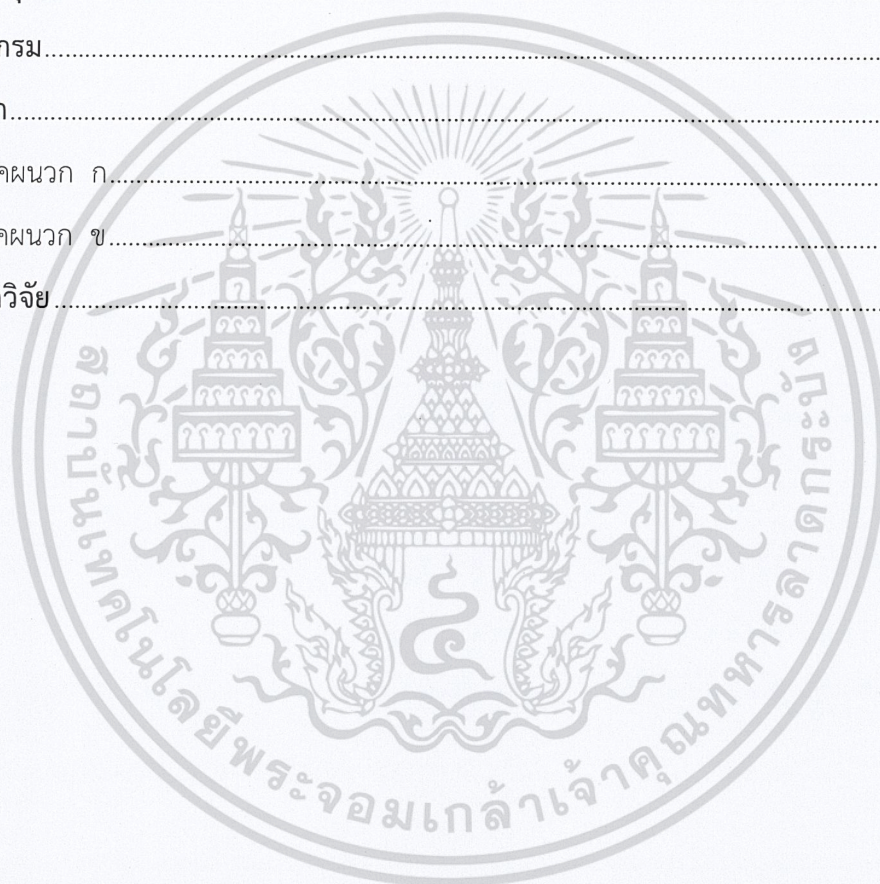 กรม
ก
คผนวก ก
คผนวก ข
วิจัย
สถาบันเทคโนโลยีพระจอมเกล้าเจ้าคุณทหารลาดกระบัง